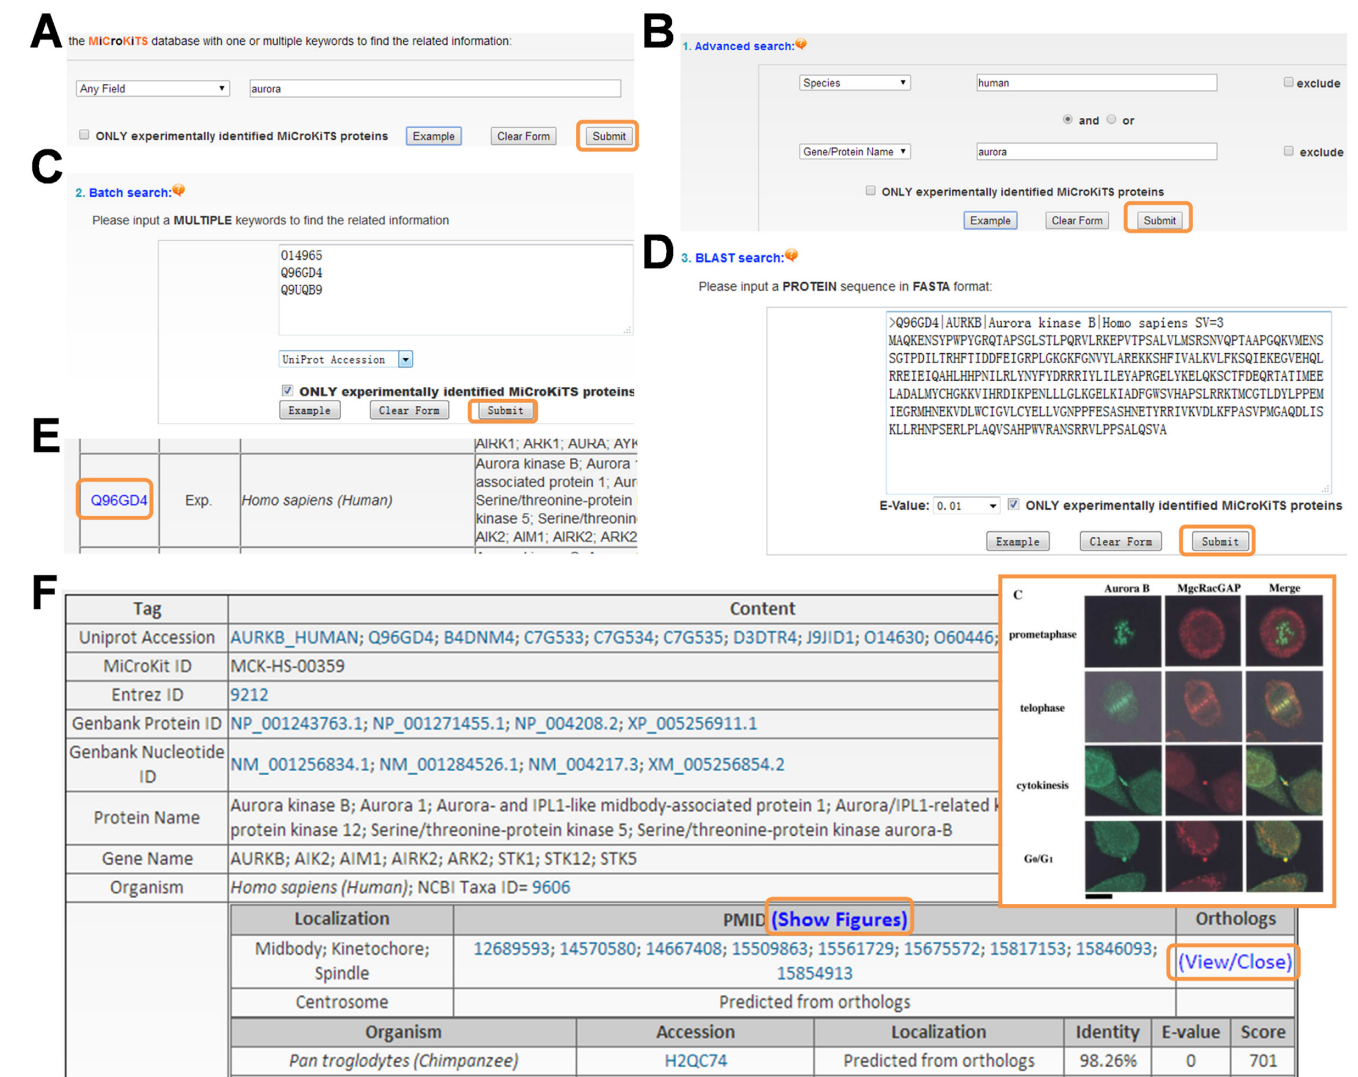 A
the MiCroKiTS database with one or multiple keywords to find the related information:
Any Field
aurora
ONLY experimentally identified MiCroKiTS proteins
Example
Clear Form
Submit
B
1. Advanced search:
Species
human
exclude
and
or
Gene/Protein Name
aurora
exclude
ONLY experimentally identified MiCroKiTS proteins
Example
Clear Form
Submit
C
2. Batch search:
Please input a MULTIPLE keywords to find the related information
O14965
Q96GD4
Q9UQB9
UniProt Accession
ONLY experimentally identified MiCroKiTS proteins
Example
Clear Form
Submit
D
3. BLAST search:
Please input a PROTEIN sequence in FASTA format:
>Q96GD4|AURKB|Aurora kinase B|Homo sapiens SV=3
MAQKENSYPWPYGRQTAPSGLSTLPQRVLRKEPVTPSALVLMSRSNVQPTAAPGQKVMENS
SGTPDILTRHFTIDDFEIGRPLGKGKFGNVYLAREKKSHFIVALKVLFKSQIEKEGVEHQL
RREIEIQAHLHHPNILRLYNYFYDRRRIYLILEYAPRGELYKELQKSCTFDEQRTATIMEE
LADALMYCHGKKVIHRDIKPENLLLGLKGELKIADFGWSVHAPSLRRKTMCGTLDYLPPEM
IEGRMHNEKVDLWCIGVLCYELLVGNPPFESASHNETYRRIVKVDLKFPASVPMGAQDLIS
KLLRHNPSERLPLAQVSAHPWVRANSRRVLPPSALQSVA
E-Value:
0.01
ONLY experimentally identified MiCroKiTS proteins
Example
Clear Form
Submit
E
AIRK1; ARK1; AURA; AYK
Q96GD4
Exp.
Homo sapiens (Human)
Aurora kinase B; Aurora
associated protein 1; Aur
Serine/threonine-protein
kinase 5; Serine/threonin
AIK2; AIM1; AIRK2; ARK2
F
Tag
Content
Uniprot Accession
AURKB_HUMAN; Q96GD4; B4DNM4; C7G533; C7G534; C7G535; D3DTR4; J9JID1; O14630; O60446;
MiCroKit ID
MCK-HS-00359
Entrez ID
9212
Genbank Protein ID
NP_001243763.1; NP_001271455.1; NP_004208.2; XP_005256911.1
Genbank Nucleotide
ID
NM_001256834.1; NM_001284526.1; NM_004217.3; XM_005256854.2
Protein Name
Aurora kinase B; Aurora 1; Aurora- and IPL1-like midbody-associated protein 1; Aurora/IPL1-related k
protein kinase 12; Serine/threonine-protein kinase 5; Serine/threonine-protein kinase aurora-B
Gene Name
AURKB; AIK2; AIM1; AIRK2; ARK2; STK1; STK12; STK5
Organism
Homo sapiens (Human); NCBI Taxa ID= 9606
C
Aurora B
MgcRacGAP
Merge
prometaphase
telophase
cytokinesis
G0/G1
Localization
PMID (Show Figures)
Orthologs
Midbody; Kinetochore;
Spindle
12689593; 14570580; 14667408; 15509863; 15561729; 15675572; 15817153; 15846093;
15854913
(View/Close)
Centrosome
Predicted from orthologs
Organism
Accession
Localization
Identity
E-value
Score
Pan troglodytes (Chimpanzee)
H2QC74
Predicted from orthologs
98.26%
0
701